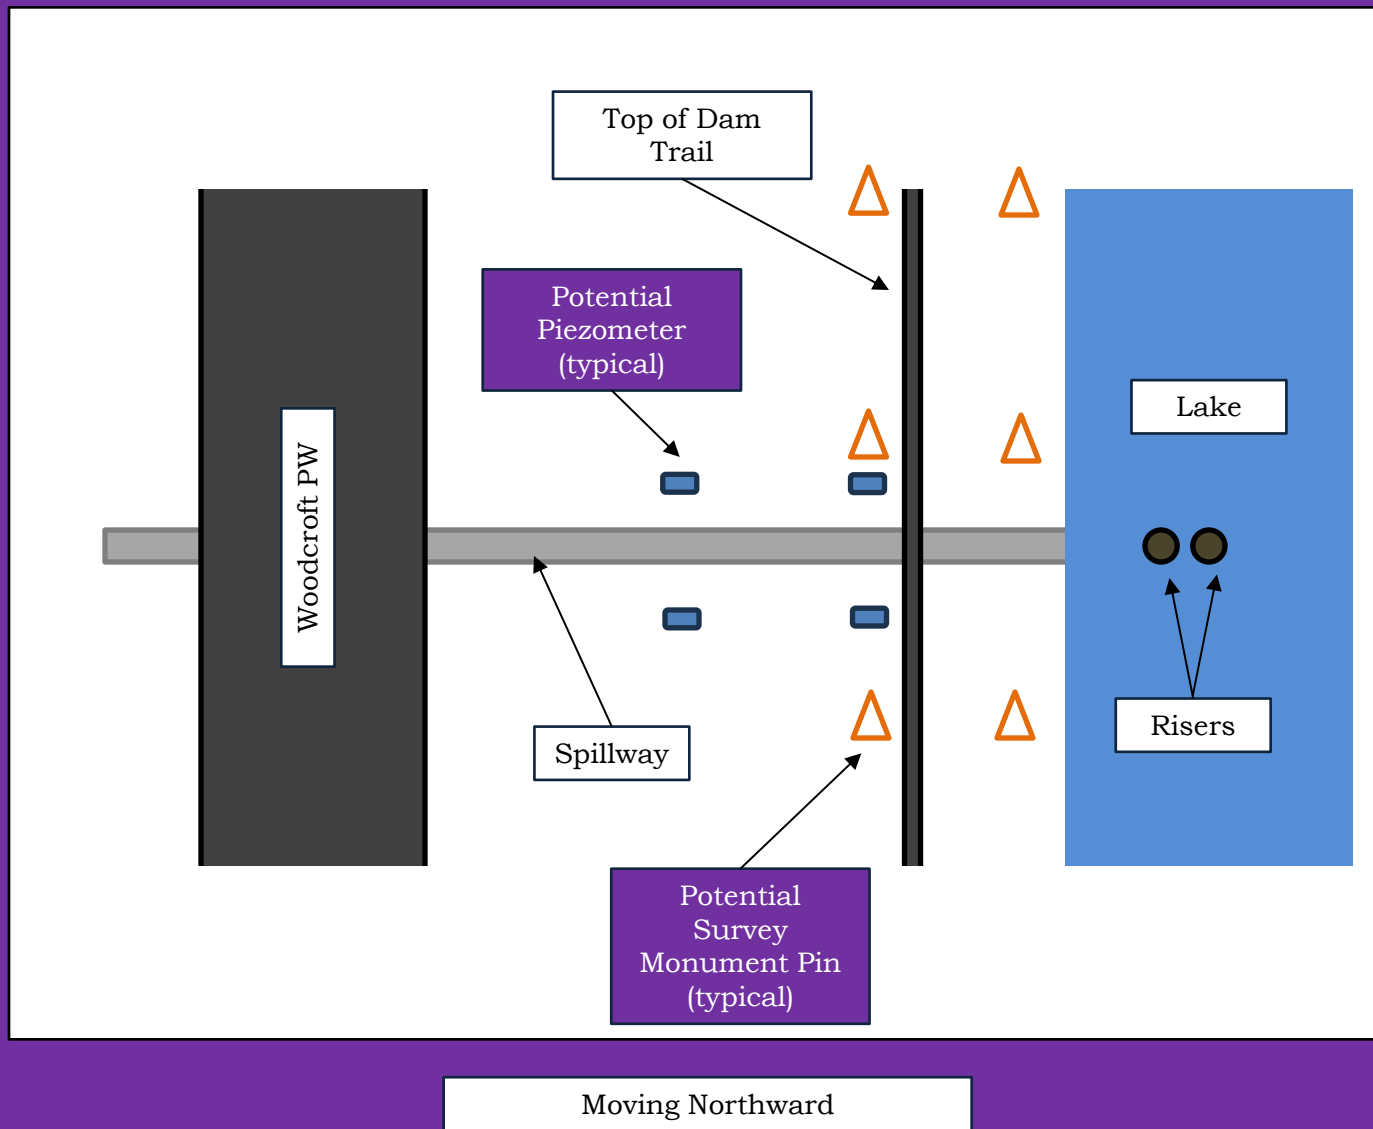 Top of Dam
Trail
Potential
Piezometer
(typical)
Lake
Woodcroft PW
Risers
Spillway
Potential
Survey
Monument Pin
(typical)
Moving Northward